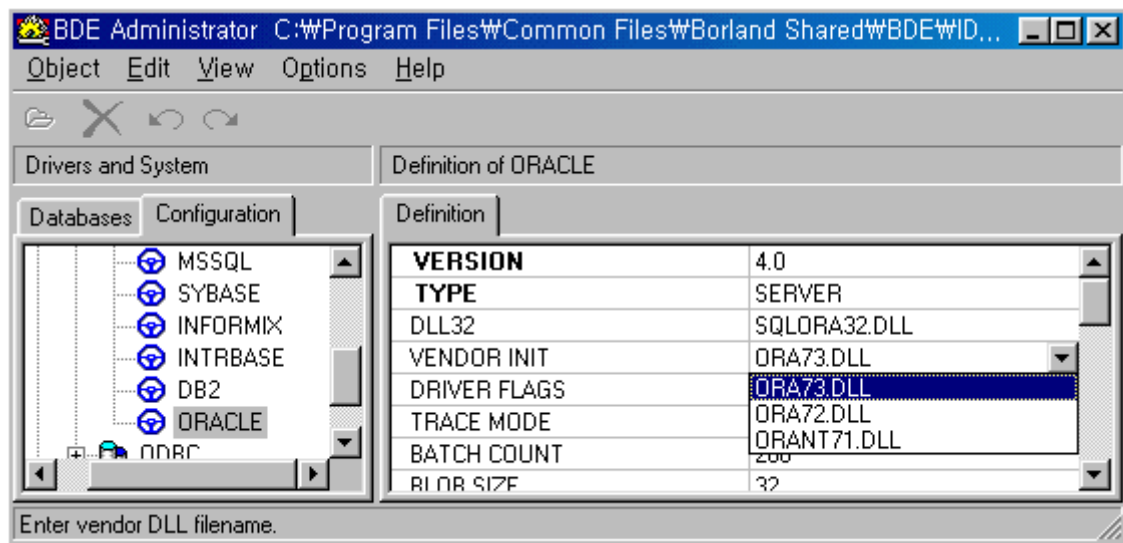 BDE Administrator C:₩Program Files₩Common Files₩Borland Shared₩BDE₩ID...
Object Edit View Options Help
Drivers and System
Definition of ORACLE
Databases Configuration
Definition
MSSQL
SYBASE
INFORMIX
INTRBASE
DB2
ORACLE
ODBC
VERSION 4.0
TYPE SERVER
DLL32 SQLORA32.DLL
VENDOR INIT ORA73.DLL
DRIVER FLAGS
TRACE MODE
BATCH COUNT 200
BLOB SIZE 32
ORA73.DLL
ORA72.DLL
ORANT71.DLL
Enter vendor DLL filename.